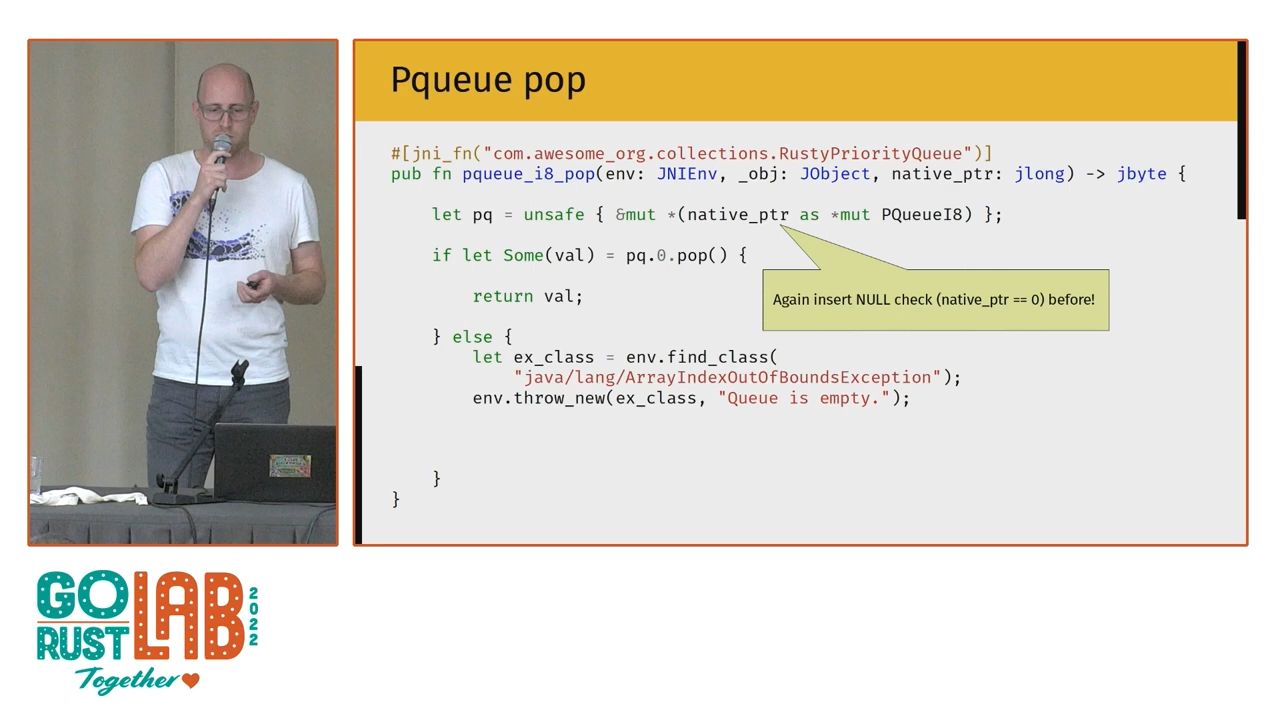 Pqueue pop
#[jni_fn("com.awesome_org.collections.RustyPriorityQueue")]
pub fn pqueue_i8_pop(env: JNIEnv, _obj: JObject, native_ptr: jlong) -> jbyte {
let pq = unsafe { &mut *(native_ptr as *mut PQueueI8) };
if let Some(val) = pq.0.pop() {
return val;
Again insert NULL check (native_ptr == 0) before!
} else {
let ex_class = env.find_class(
"java/lang/ArrayIndexOutOfBoundsException");
env.throw_new(ex_class, "Queue is empty.");
}
}
GO
RUST
LAB
2022
Together